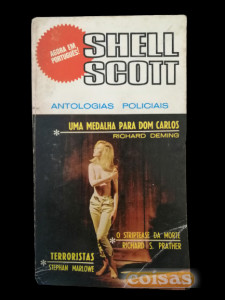 AGORA EM
PORTUGUÊS!
SHELL
SCOTT
ANTOLOGIAS POLICIAIS
UMA MEDALHA PARA DOM CARLOS
RICHARD DEMING
O STRIPTEASE DA MORTE
RICHARD S. PRATHER
TERRORISTAS
STEPHAN MARLOWE
coisas